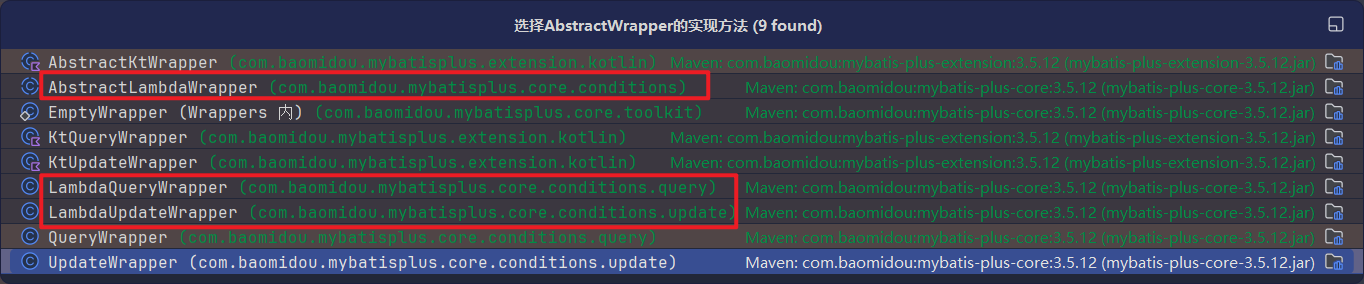 选择AbstractWrapper的实现方法 (9 found)
AbstractKtWrapper (com.baomidou.mybatisplus.extension.kotlin) Maven: com.baomidou:mybatis-plus-extension:3.5.12 (mybatis-plus-extension-3.5.12.jar)
AbstractLambdaWrapper (com.baomidou.mybatisplus.core.conditions) Maven: com.baomidou:mybatis-plus-core:3.5.12 (mybatis-plus-core-3.5.12.jar)
EmptyWrapper (Wrappers 内) (com.baomidou.mybatisplus.core.toolkit) Maven: com.baomidou:mybatis-plus-core:3.5.12 (mybatis-plus-core-3.5.12.jar)
KtQueryWrapper (com.baomidou.mybatisplus.extension.kotlin) Maven: com.baomidou:mybatis-plus-extension:3.5.12 (mybatis-plus-extension-3.5.12.jar)
KtUpdateWrapper (com.baomidou.mybatisplus.extension.kotlin) Maven: com.baomidou:mybatis-plus-extension:3.5.12 (mybatis-plus-extension-3.5.12.jar)
LambdaQueryWrapper (com.baomidou.mybatisplus.core.conditions.query) Maven: com.baomidou:mybatis-plus-core:3.5.12 (mybatis-plus-core-3.5.12.jar)
LambdaUpdateWrapper (com.baomidou.mybatisplus.core.conditions.update) Maven: com.baomidou:mybatis-plus-core:3.5.12 (mybatis-plus-core-3.5.12.jar)
QueryWrapper (com.baomidou.mybatisplus.core.conditions.query) Maven: com.baomidou:mybatis-plus-core:3.5.12 (mybatis-plus-core-3.5.12.jar)
UpdateWrapper (com.baomidou.mybatisplus.core.conditions.update) Maven: com.baomidou:mybatis-plus-core:3.5.12 (mybatis-plus-core-3.5.12.jar)